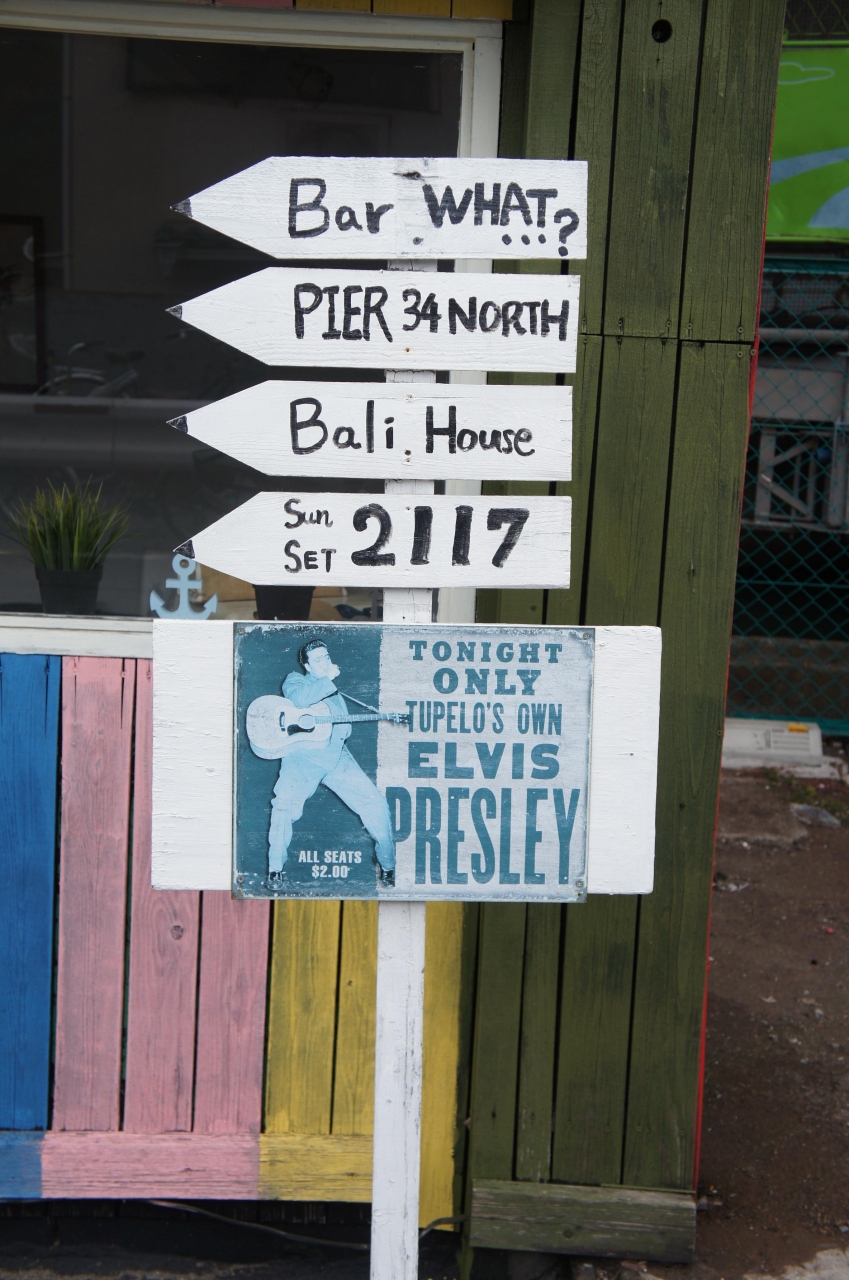 Bar WHAT...?
PIER 34 NORTH
Bali House
Sun
SET 2117
TONIGHT
ONLY
TUPELO'S OWN
ELVIS
PRESLEY
ALL SEATS
$2.00